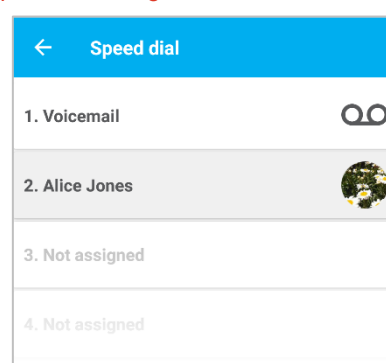 Speed dial
1. Voicemail
2. Alice Jones
3. Not assigned
4. Not assigned